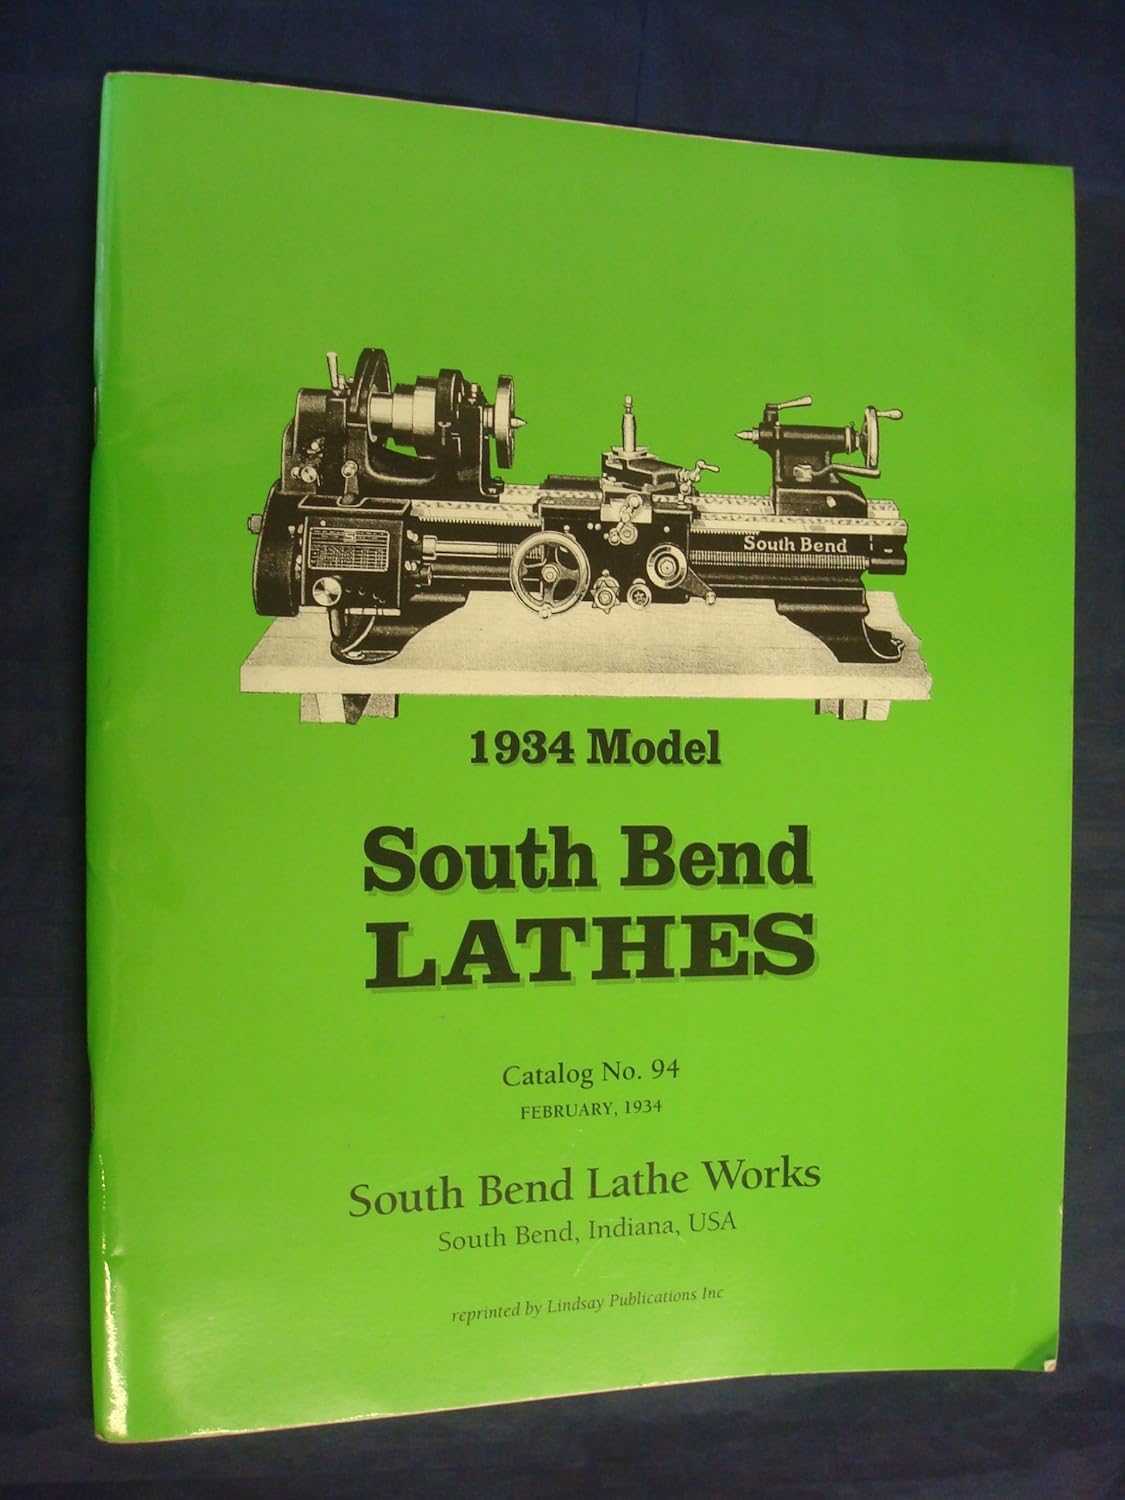 South Bend
1934 Model
South Bend
LATHES
Catalog No. 94
FEBRUARY, 1934
South Bend Lathe Works
South Bend, Indiana, USA
reprinted by Lindsay Publications Inc